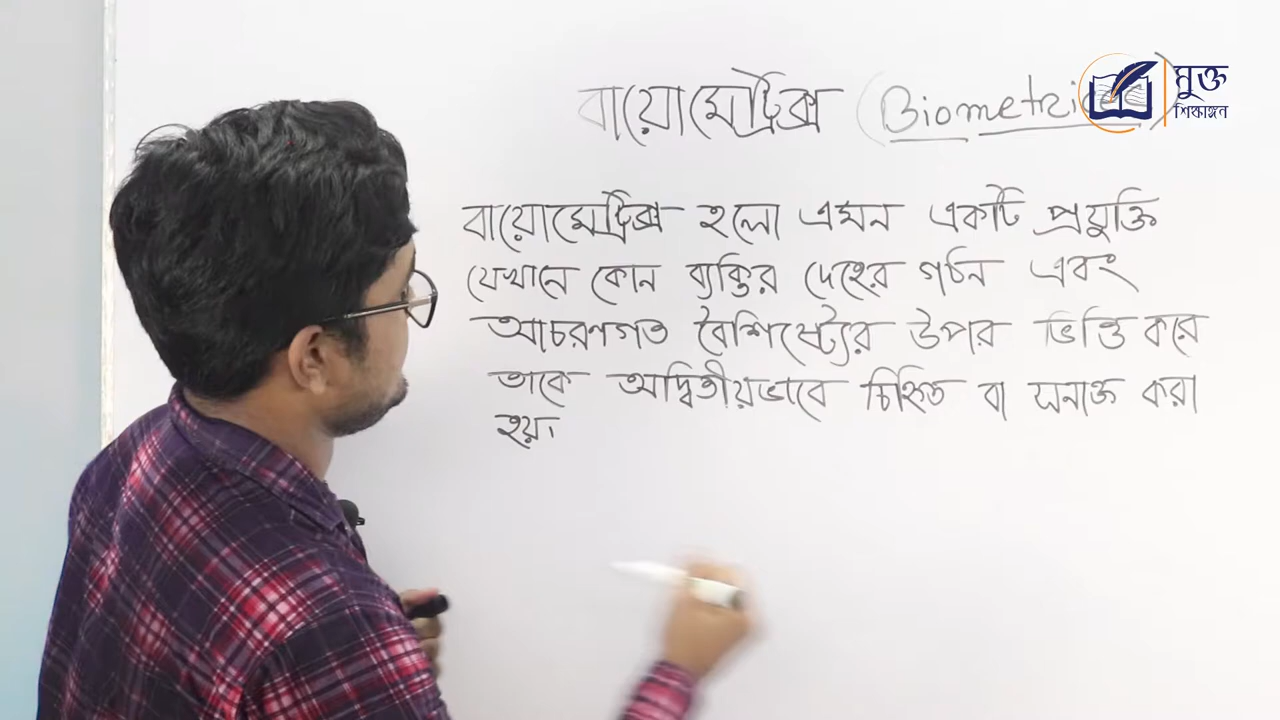 বায়োমেট্রিক্স (Biometrics)
মুক্ত
শিক্ষাঙ্গন
বায়োমেট্রিক্স হলো এমন একটি প্রযুক্তি
যেখানে কোন ব্যক্তির দেহের গঠন এবং
আচরণগত বৈশিষ্ট্যের উপর ভিত্তি করে
তাকে অদ্বিতীয়ভাবে চিহ্নিত বা সনাক্ত করা
হয়।